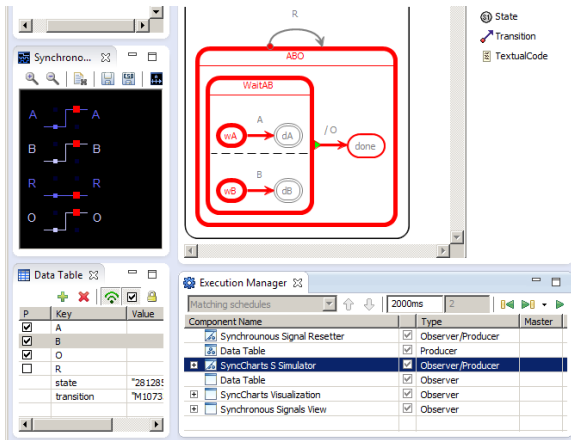 R
State
Transition
TextualCode
ABO
WaitAB
A
wA
dA
/ O
done
B
wB
dB
Synchrono...
A A
B B
R R
O O
Data Table
P Key Value
A
B
O
R
state "28128
transition "M1073
Execution Manager
Matching schedules 2000ms 2
Component Name Type Master
Synchrounous Signal Resetter Observer/Producer
Data Table Producer
SyncCharts S Simulator Observer/Producer
Data Table Observer
SyncCharts Visualization Observer
Synchronous Signals View Observer